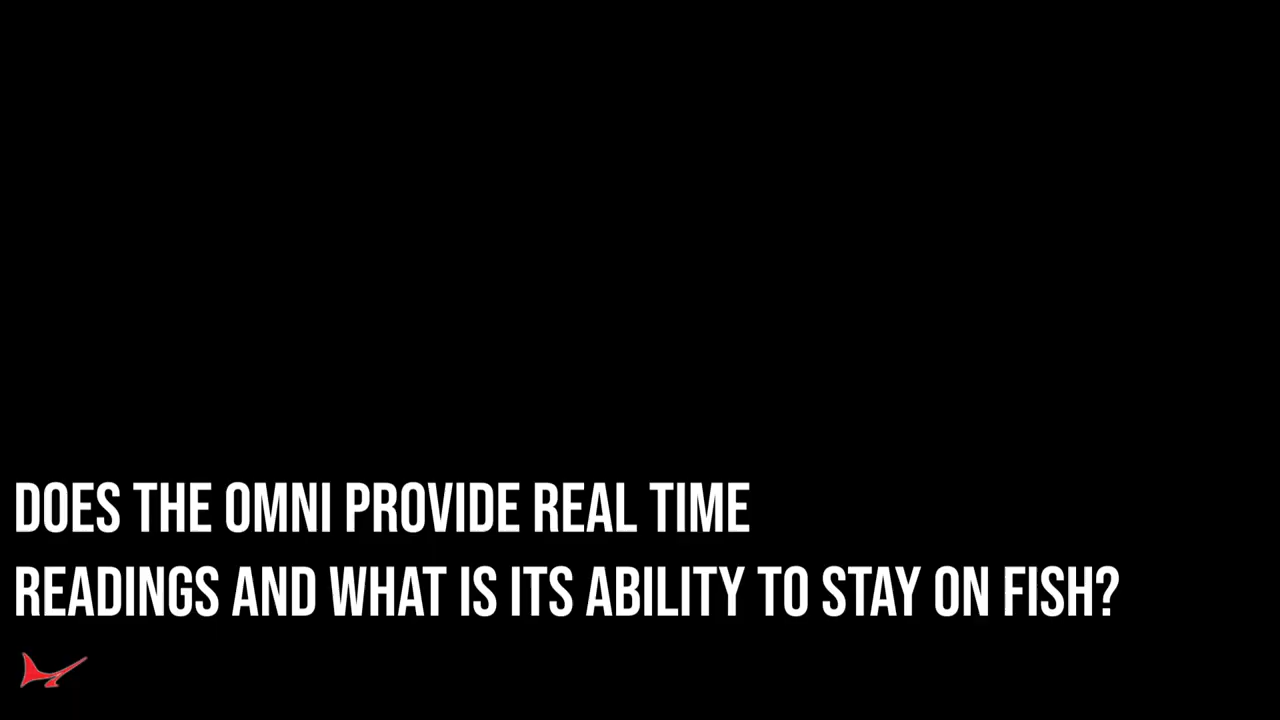 DOES THE OMNI PROVIDE REAL TIME
READINGS AND WHAT IS ITS ABILITY TO STAY ON FISH?